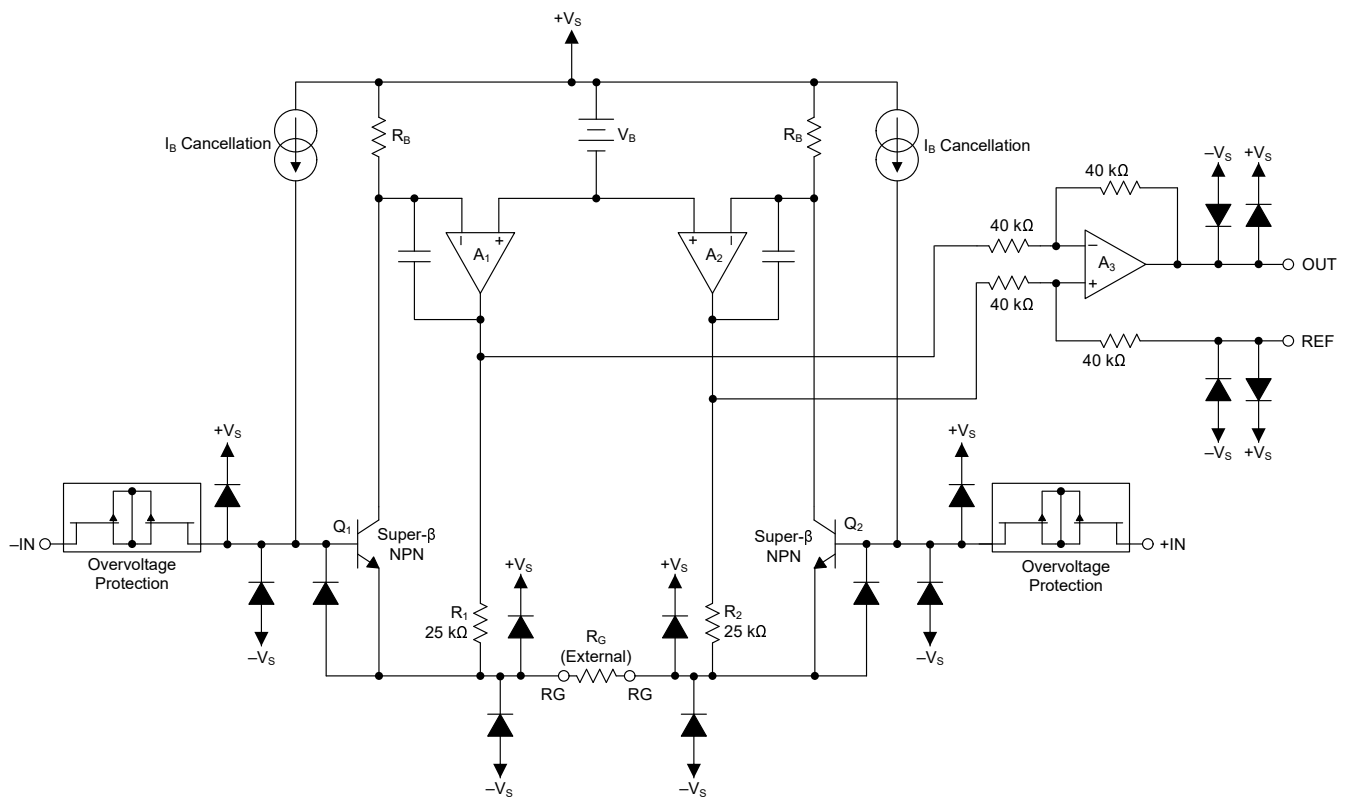 +VS
IB Cancellation
RB
VB
RB
IB Cancellation
–VS
+VS
40 kΩ
40 kΩ
– +
A1
+ –
A2
–
+
A3
OUT
40 kΩ
40 kΩ
REF
–VS
+VS
+VS
+VS
–IN
Overvoltage
Protection
Q1
Super-β
NPN
Super-β
NPN
Q2
+IN
Overvoltage
Protection
–VS
R1
25 kΩ
+VS
RG
(External)
+VS
R2
25 kΩ
–VS
RG
RG
–VS
–VS